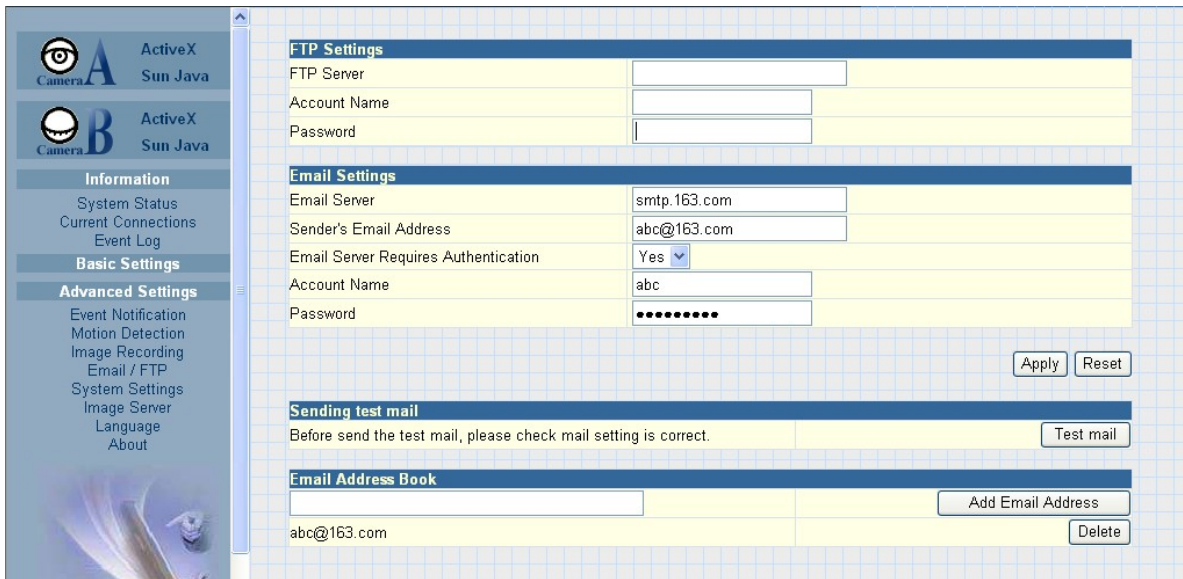 ActiveX
Camera A
Sun Java
ActiveX
Camera B
Sun Java
Information
System Status
Current Connections
Event Log
Basic Settings
Advanced Settings
Event Notification
Motion Detection
Image Recording
Email / FTP
System Settings
Image Server
Language
About
FTP Settings
FTP Server
Account Name
Password
Email Settings
Email Server smtp.163.com
Sender's Email Address abc@163.com
Email Server Requires Authentication Yes
Account Name abc
Password •••••••••
Apply Reset
Sending test mail
Before send the test mail, please check mail setting is correct. Test mail
Email Address Book
Add Email Address
abc@163.com Delete